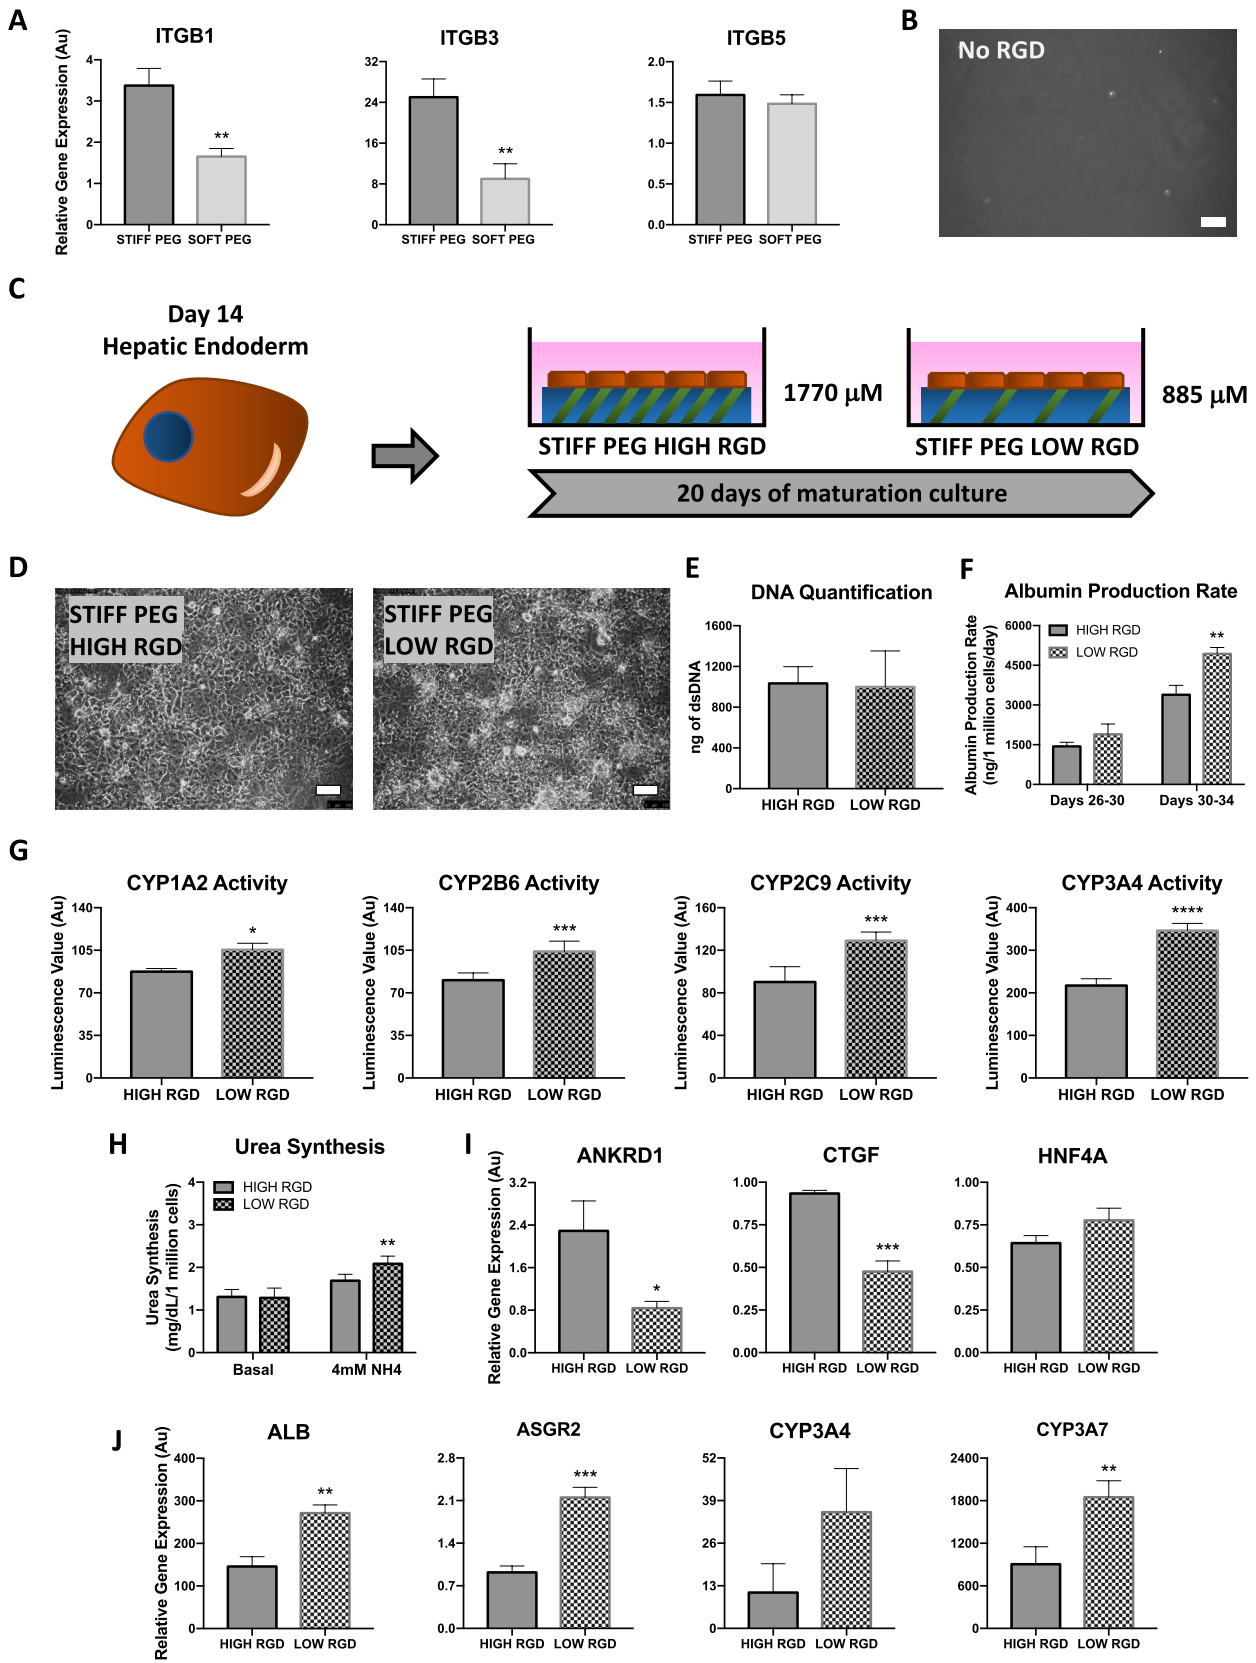 A
ITGB1
ITGB3
ITGB5
B
Relative Gene Expression (Au)
4
3
2
1
0
**
STIFF PEG
SOFT PEG
32
24
16
8
0
**
STIFF PEG
SOFT PEG
2.0
1.5
1.0
0.5
0.0
STIFF PEG
SOFT PEG
No RGD
C
Day 14
Hepatic Endoderm
1770 µM
885 µM
STIFF PEG HIGH RGD
STIFF PEG LOW RGD
20 days of maturation culture
D
STIFF PEG
HIGH RGD
STIFF PEG
LOW RGD
E
DNA Quantification
ng of dsDNA
1600
1200
800
400
0
HIGH RGD
LOW RGD
F
Albumin Production Rate
Albumin Production Rate
(ng/1 million cells/day)
6000
4500
3000
1500
0
HIGH RGD
LOW RGD
**
Days 26-30
Days 30-34
G
CYP1A2 Activity
Luminescence Value (Au)
140
105
70
35
0
*
HIGH RGD
LOW RGD
CYP2B6 Activity
Luminescence Value (Au)
140
105
70
35
0
***
HIGH RGD
LOW RGD
CYP2C9 Activity
Luminescence Value (Au)
160
120
80
40
0
***
HIGH RGD
LOW RGD
CYP3A4 Activity
Luminescence Value (Au)
400
300
200
100
0
****
HIGH RGD
LOW RGD
H
Urea Synthesis
Urea Synthesis
(mg/dL/1 million cells)
4
3
2
1
0
HIGH RGD
LOW RGD
**
Basal
4mM NH4
I
ANKRD1
Relative Gene Expression (Au)
3.2
2.4
1.6
0.8
0.0
*
HIGH RGD
LOW RGD
CTGF
1.00
0.75
0.50
0.25
0.00
***
HIGH RGD
LOW RGD
HNF4A
1.00
0.75
0.50
0.25
0.00
HIGH RGD
LOW RGD
J
ALB
Relative Gene Expression (Au)
400
300
200
100
0
**
HIGH RGD
LOW RGD
ASGR2
2.8
2.1
1.4
0.7
0.0
***
HIGH RGD
LOW RGD
CYP3A4
52
39
26
13
0
HIGH RGD
LOW RGD
CYP3A7
2400
1800
1200
600
0
**
HIGH RGD
LOW RGD